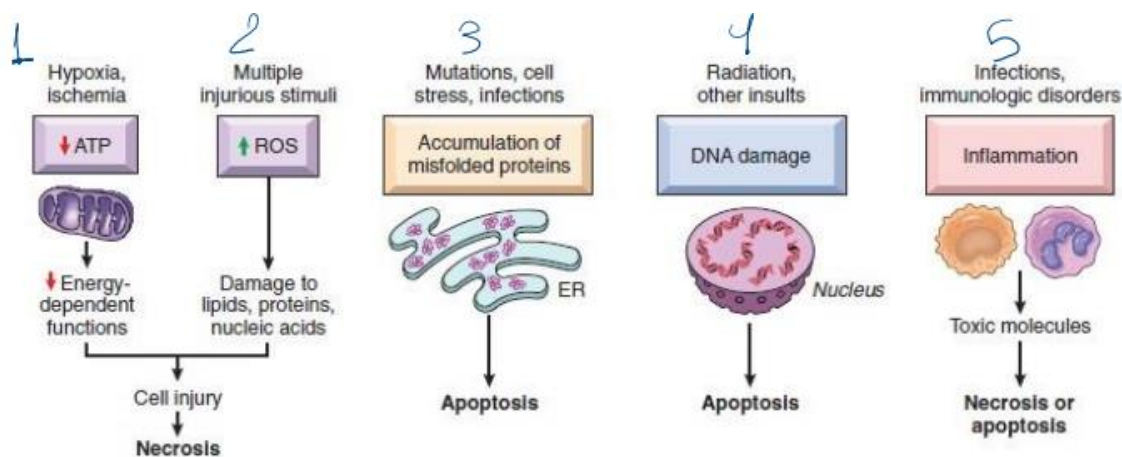 1
Hypoxia,
ischemia
↓ ATP
↓ Energy-
dependent
functions
2
Multiple
injurious stimuli
↑ ROS
Damage to
lipids, proteins,
nucleic acids
Cell injury
Necrosis
3
Mutations, cell
stress, infections
Accumulation of
misfolded proteins
ER
Apoptosis
4
Radiation,
other insults
DNA damage
Nucleus
Apoptosis
5
Infections,
immunologic disorders
Inflammation
Toxic molecules
Necrosis or
apoptosis